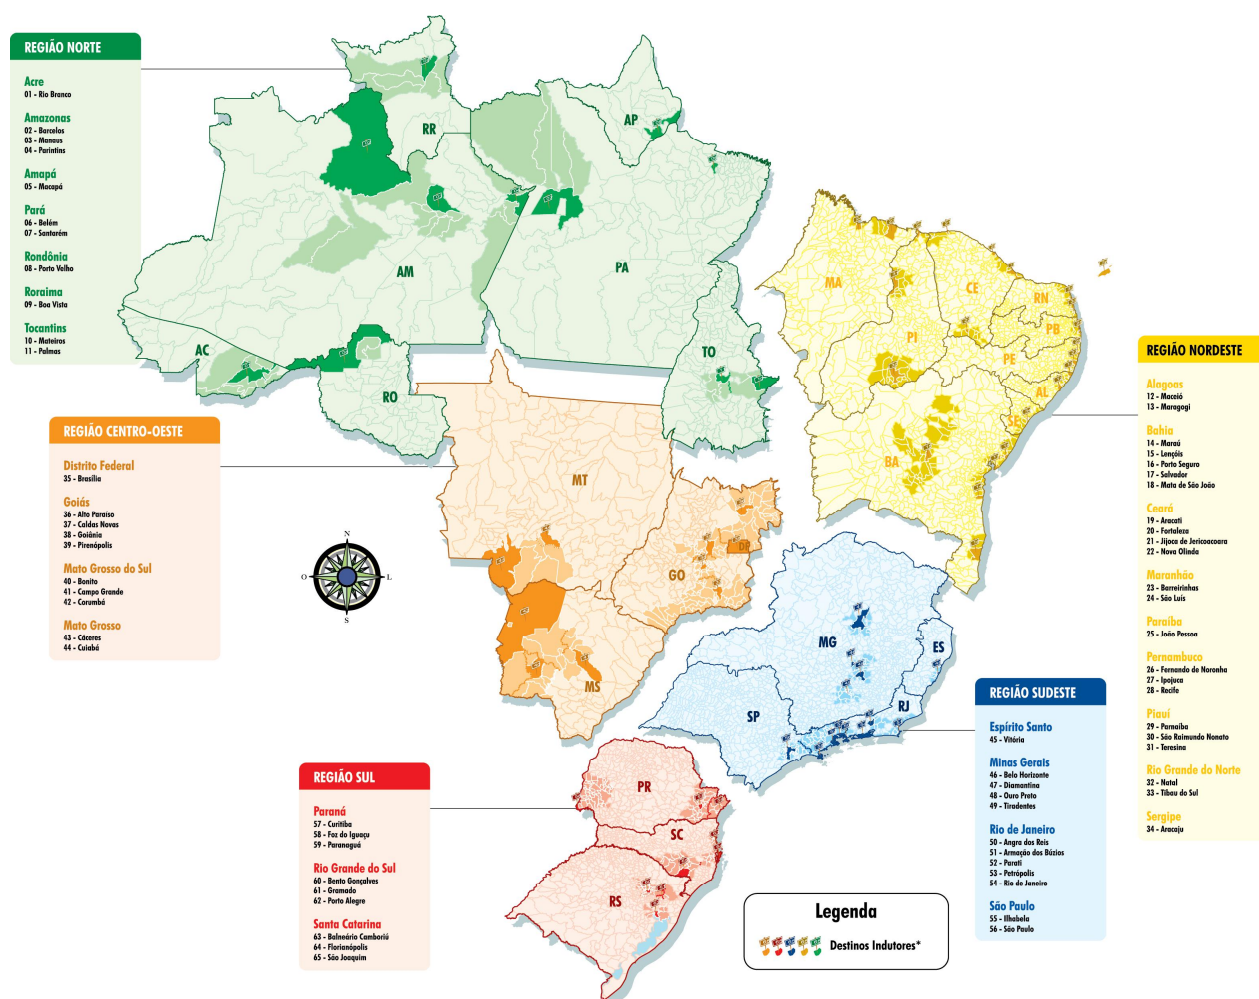 REGIÃO NORTE
Acre
01 - Rio Branco
Amazonas
02 - Barcelos
03 - Manaus
04 - Parintins
Amapá
05 - Macapá
Pará
06 - Belém
07 - Santarém
Rondônia
08 - Porto Velho
Roraima
09 - Boa Vista
Tocantins
10 - Mateiros
11 - Palmas
REGIÃO CENTRO-OESTE
Distrito Federal
35 - Brasília
Goiás
36 - Alto Paraíso
37 - Caldas Novas
38 - Goiânia
39 - Pirenópolis
Mato Grosso do Sul
40 - Bonito
41 - Campo Grande
42 - Corumbá
Mato Grosso
43 - Cáceres
44 - Cuiabá
REGIÃO SUL
Paraná
57 - Curitiba
58 - Foz do Iguaçu
59 - Paranaguá
Rio Grande do Sul
60 - Bento Gonçalves
61 - Gramado
62 - Porto Alegre
Santa Catarina
63 - Balneário Camboriú
64 - Florianópolis
65 - São Joaquim
REGIÃO SUDESTE
Espírito Santo
45 - Vitória
Minas Gerais
46 - Belo Horizonte
47 - Diamantina
48 - Ouro Preto
49 - Tiradentes
Rio de Janeiro
50 - Angra dos Reis
51 - Armação dos Búzios
52 - Parati
53 - Petrópolis
54 - Rio de Janeiro
São Paulo
55 - Ilhabela
56 - São Paulo
REGIÃO NORDESTE
Alagoas
12 - Maceió
13 - Maragogi
Bahia
14 - Maraú
15 - Lençóis
16 - Porto Seguro
17 - Salvador
18 - Mata de São João
Ceará
19 - Aracati
20 - Fortaleza
21 - Jijoca de Jericoacoara
22 - Nova Olinda
Maranhão
23 - Barreirinhas
24 - São Luís
Paraíba
25 - João Pessoa
Pernambuco
26 - Fernando de Noronha
27 - Ipojuca
28 - Recife
Piauí
29 - Parnaíba
30 - São Raimundo Nonato
31 - Teresina
Rio Grande do Norte
32 - Natal
33 - Tibau do Sul
Sergipe
34 - Aracaju
RR
AP
AM
PA
AC
RO
TO
MA
CE
RN
PB
PI
PE
AL
SE
BA
MT
DF
GO
MS
MG
ES
SP
RJ
PR
SC
RS
N
O
L
S
Legenda
Destinos Indutores*